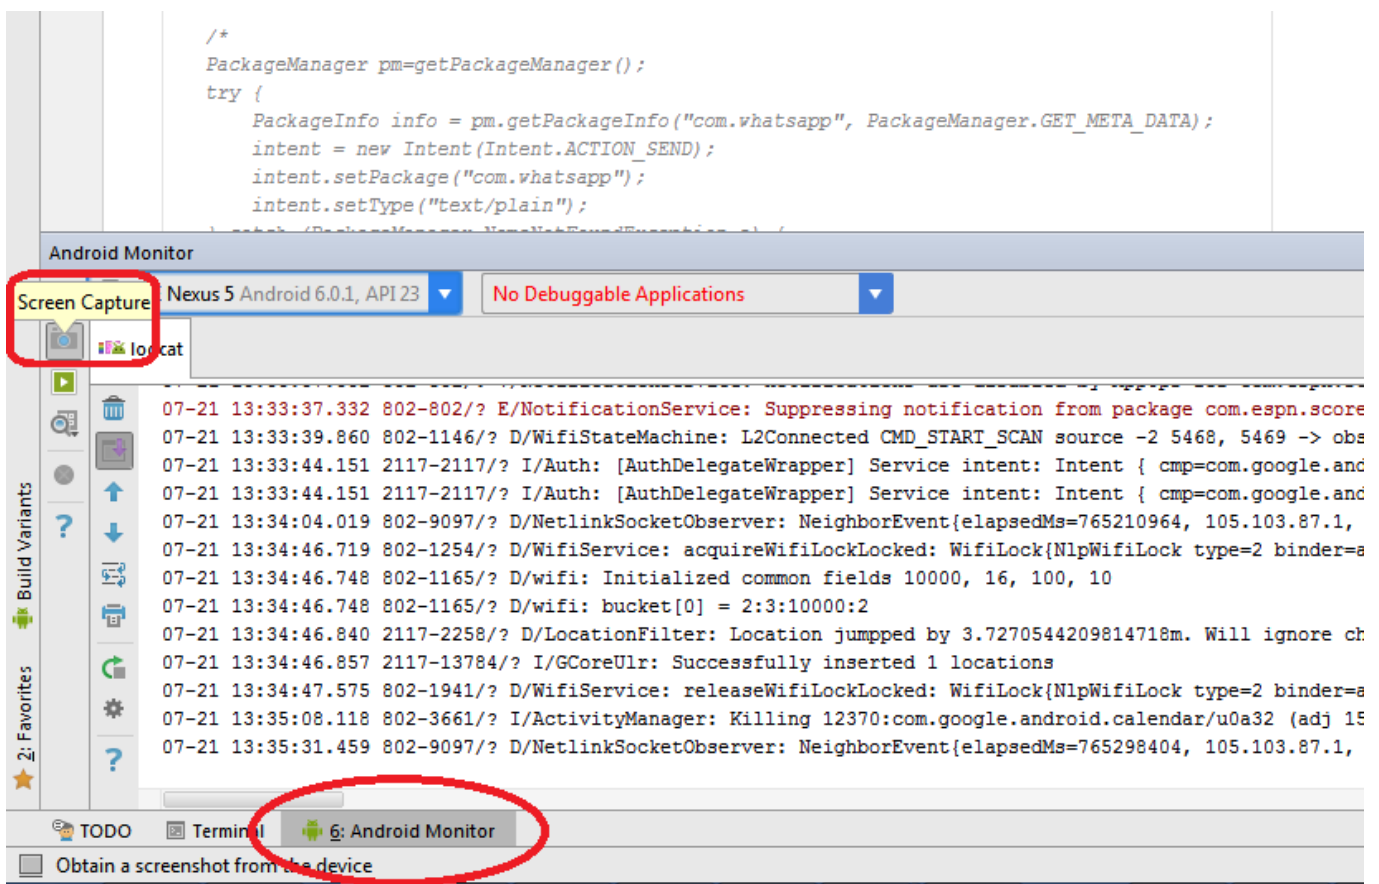 /*
PackageManager pm=getPackageManager();
try {
PackageInfo info = pm.getPackageInfo("com.whatsapp", PackageManager.GET_META_DATA);
intent = new Intent(Intent.ACTION_SEND);
intent.setPackage("com.whatsapp");
intent.setType("text/plain");
Android Monitor
Screen Capture
Nexus 5 Android 6.0.1, API 23
No Debuggable Applications
logcat
07-21 13:33:37.332 802-802/? E/NotificationService: Suppressing notification from package com.espn.score
07-21 13:33:39.860 802-1146/? D/WifiStateMachine: L2Connected CMD_START_SCAN source -2 5468, 5469 -> obs
07-21 13:33:44.151 2117-2117/? I/Auth: [AuthDelegateWrapper] Service intent: Intent { cmp=com.google.and
07-21 13:33:44.151 2117-2117/? I/Auth: [AuthDelegateWrapper] Service intent: Intent { cmp=com.google.and
07-21 13:34:04.019 802-9097/? D/NetlinkSocketObserver: NeighborEvent{elapsedMs=765210964, 105.103.87.1,
07-21 13:34:46.719 802-1254/? D/WifiService: acquireWifiLockLocked: WifiLock{NlpWifiLock type=2 binder=a
07-21 13:34:46.748 802-1165/? D/wifi: Initialized common fields 10000, 16, 100, 10
07-21 13:34:46.748 802-1165/? D/wifi: bucket[0] = 2:3:10000:2
07-21 13:34:46.840 2117-2258/? D/LocationFilter: Location jumpped by 3.7270544209814718m. Will ignore ch
07-21 13:34:46.857 2117-13784/? I/GCoreUlr: Successfully inserted 1 locations
07-21 13:34:47.575 802-1941/? D/WifiService: releaseWifiLockLocked: WifiLock{NlpWifiLock type=2 binder=a
07-21 13:35:08.118 802-3661/? I/ActivityManager: Killing 12370:com.google.android.calendar/u0a32 (adj 15
07-21 13:35:31.459 802-9097/? D/NetlinkSocketObserver: NeighborEvent{elapsedMs=765298404, 105.103.87.1,
Build Variants
2: Favorites
TODO
Terminal
6: Android Monitor
Obtain a screenshot from the device